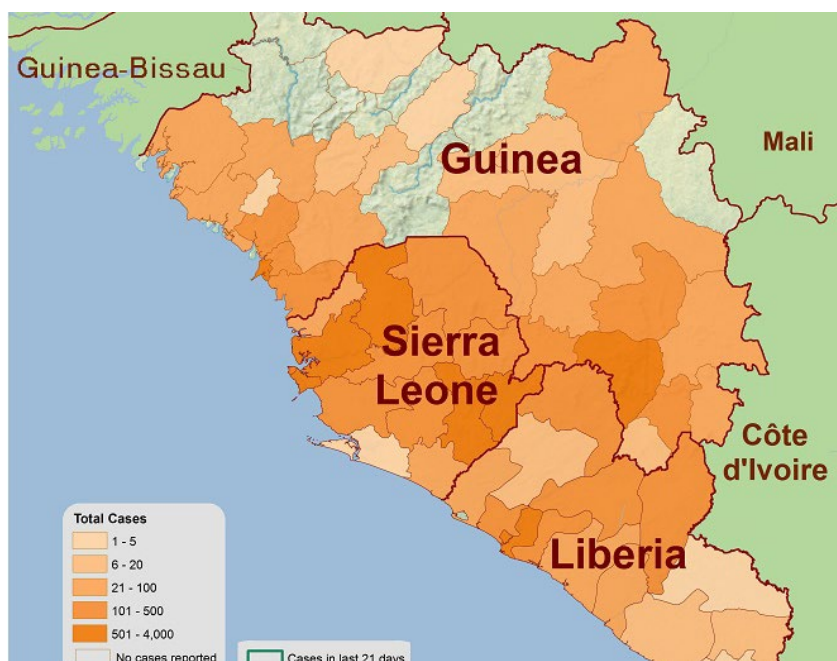 Guinea-Bissau
Guinea
Mali
Sierra
Leone
Côte
d'Ivoire
Liberia
Total Cases
1 - 5
6 - 20
21 - 100
101 - 500
501 - 4,000
No cases reported
Cases in last 21 days